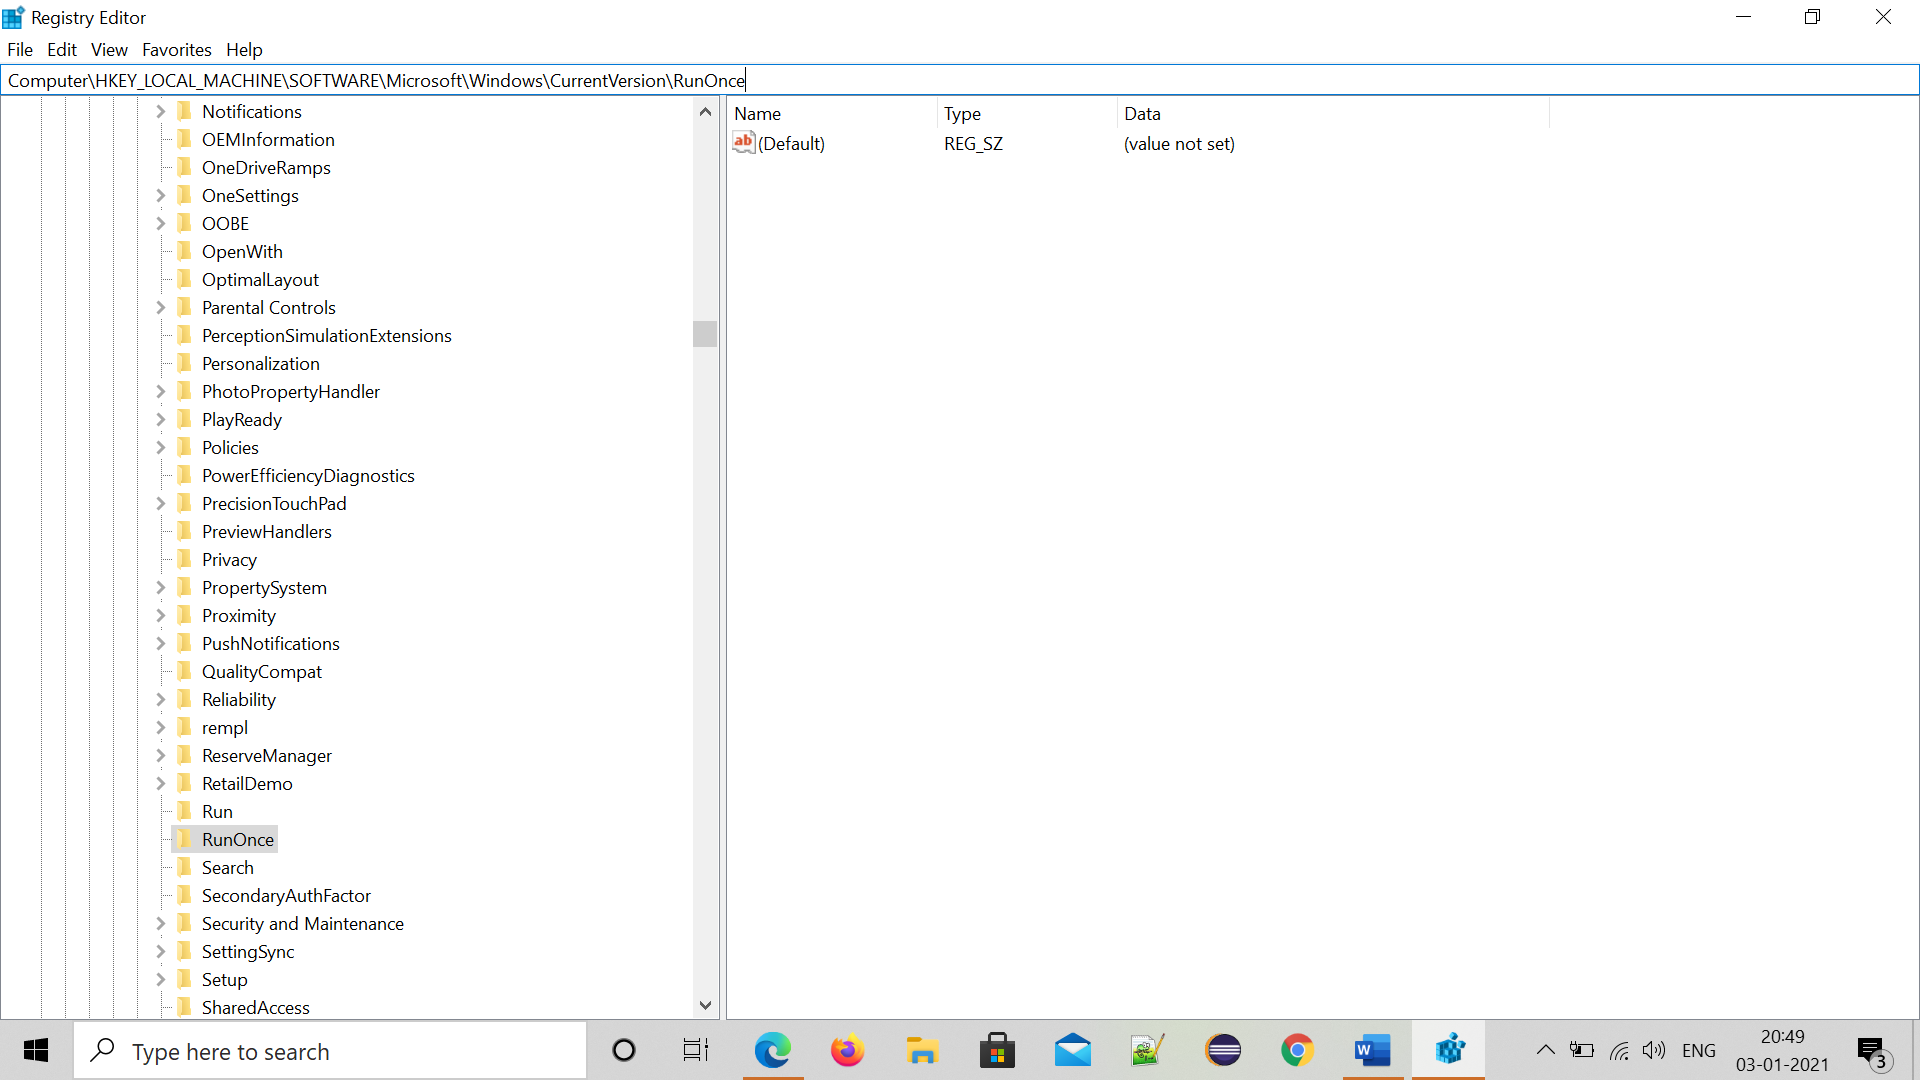 Registry Editor
File Edit View Favorites Help
Computer\HKEY_LOCAL_MACHINE\SOFTWARE\Microsoft\Windows\CurrentVersion\RunOnce
Notifications
OEMInformation
OneDriveRamps
OneSettings
OOBE
OpenWith
OptimalLayout
Parental Controls
PerceptionSimulationExtensions
Personalization
PhotoPropertyHandler
PlayReady
Policies
PowerEfficiencyDiagnostics
PrecisionTouchPad
PreviewHandlers
Privacy
PropertySystem
Proximity
PushNotifications
QualityCompat
Reliability
rempl
ReserveManager
RetailDemo
Run
RunOnce
Search
SecondaryAuthFactor
Security and Maintenance
SettingSync
Setup
SharedAccess
Name Type Data
ab (Default) REG_SZ (value not set)
Type here to search
W
ENG
20:49
03-01-2021
3